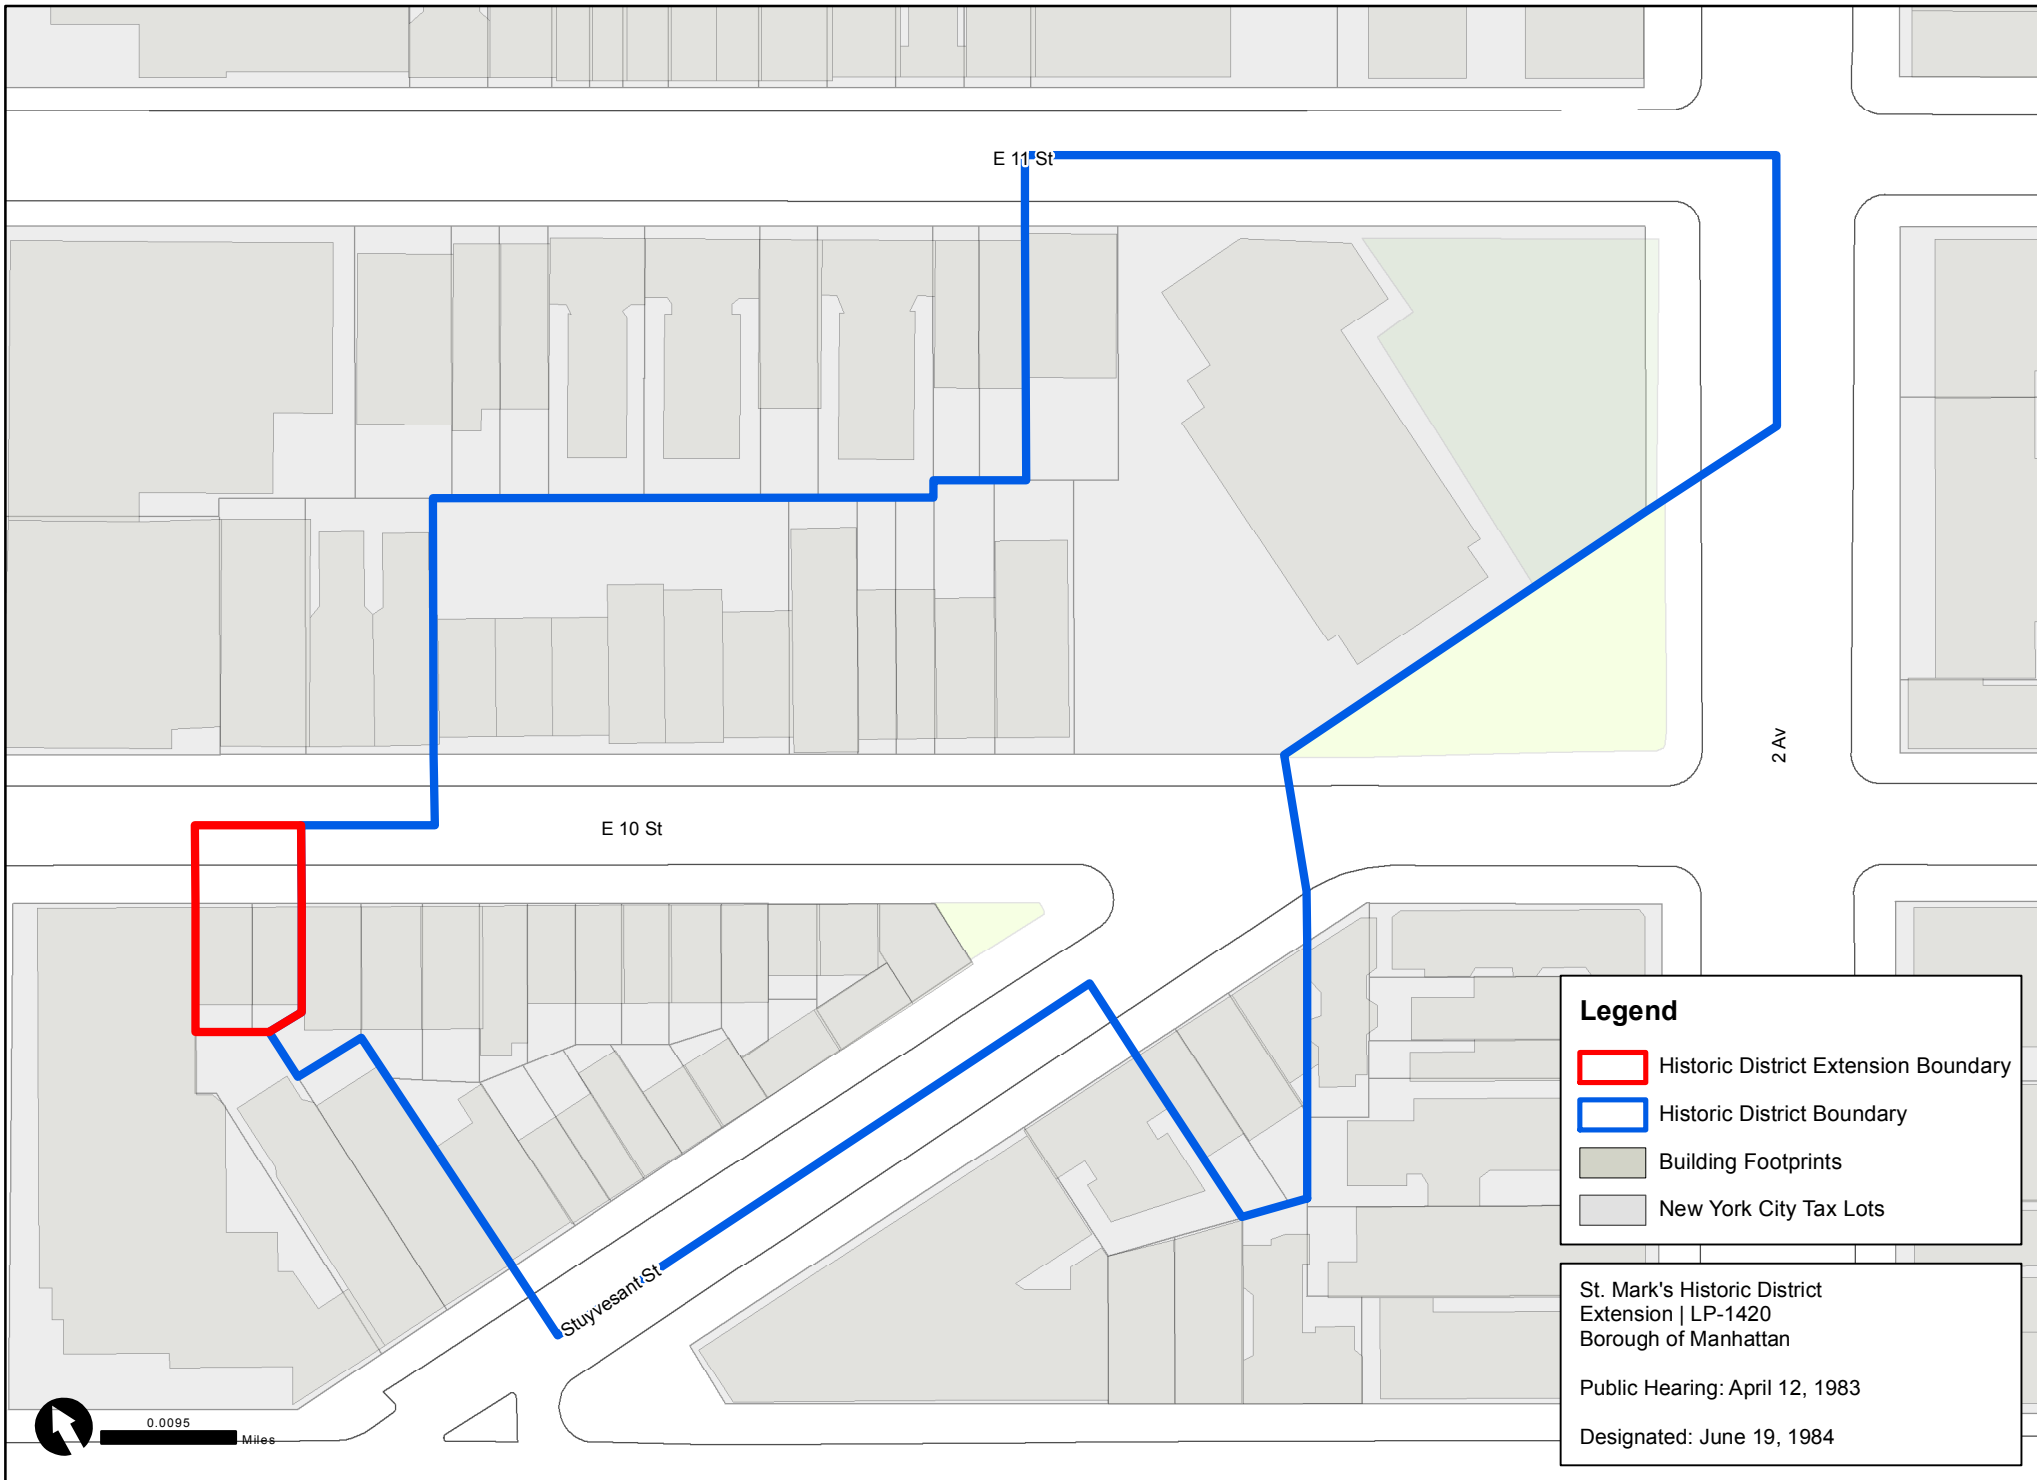 E 11 St
2 Av
E 10 St
Stuyvesant St
Legend
Historic District Extension Boundary
Historic District Boundary
Building Footprints
New York City Tax Lots
St. Mark's Historic District
Extension | LP-1420
Borough of Manhattan
Public Hearing: April 12, 1983
Designated: June 19, 1984
0.0095
Miles